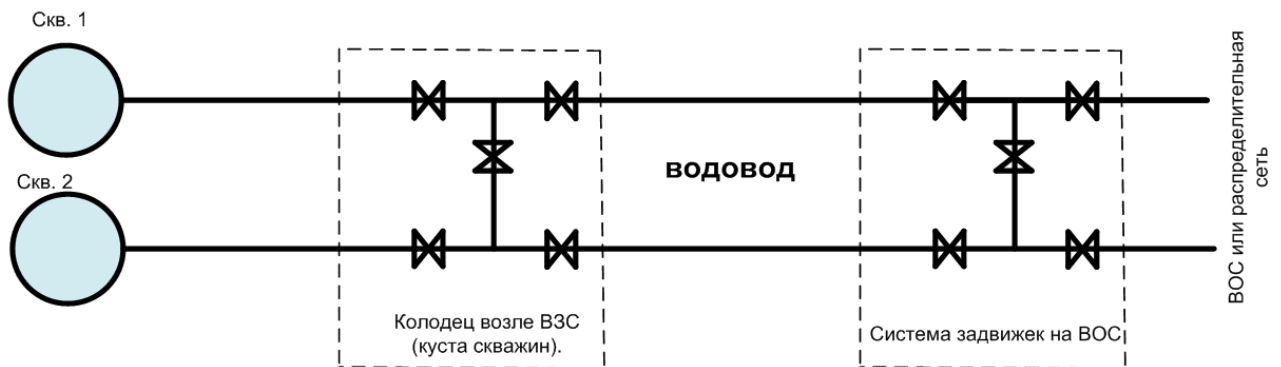 Скв. 1
Скв. 2
водовод
Колодец возле ВЗС
(куста скважин).
Система задвижек на ВОС
ВОС или распределительная
сеть